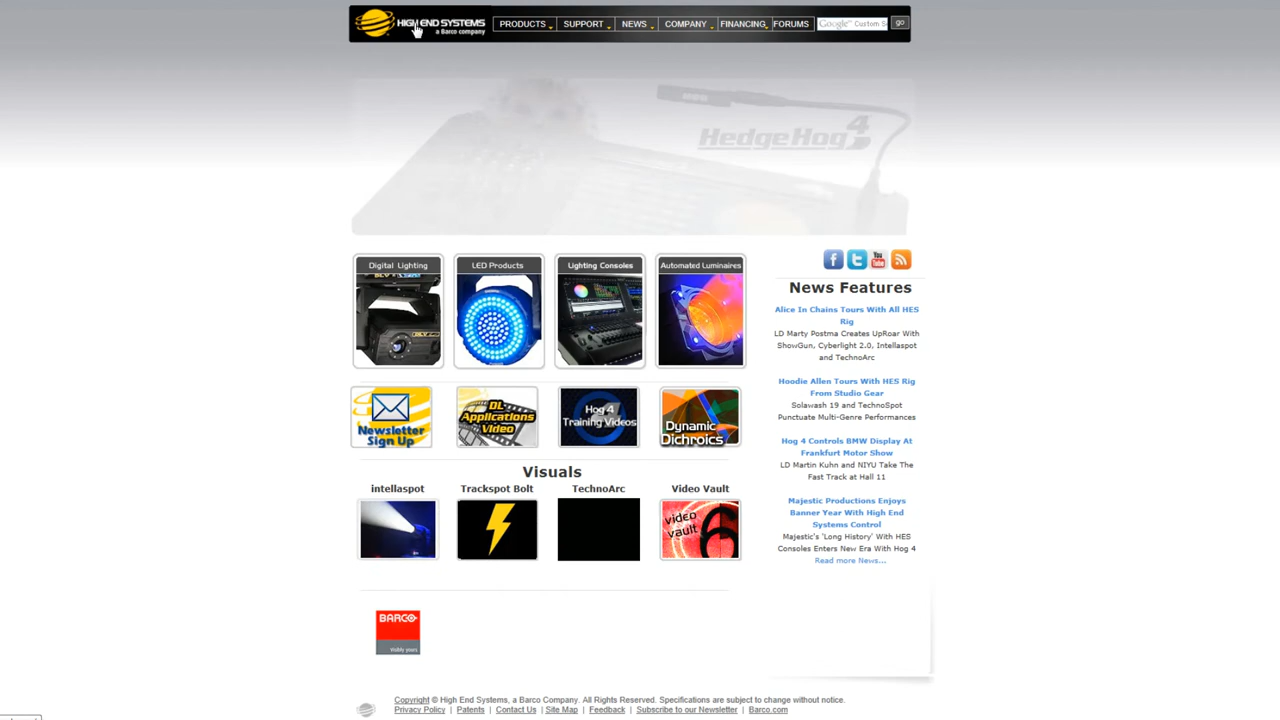 HIGH END SYSTEMS
a Barco company
PRODUCTS
SUPPORT
NEWS
COMPANY
FINANCING
FORUMS
Google™ Custom S
go
HedgeHog 4
Digital Lighting
LED Products
Lighting Consoles
Automated Luminaires
News Features
Alice In Chains Tours With All HES
Rig
LD Marty Postma Creates UpRoar With
ShowGun, Cyberlight 2.0, Intellaspot
and TechnoArc
Hoodie Allen Tours With HES Rig
From Studio Gear
Solawash 19 and TechnoSpot
Punctuate Multi-Genre Performances
Hog 4 Controls BMW Display At
Frankfurt Motor Show
LD Martin Kuhn and NIYU Take The
Fast Track at Hall 11
Majestic Productions Enjoys
Banner Year With High End
Systems Control
Majestic's 'Long History' With HES
Consoles Enters New Era With Hog 4
Read more News...
Newsletter
Sign Up
DL
Applications
Video
Hog 4
Training Videos
Dynamic
Dichroics
Visuals
intellaspot
Trackspot Bolt
TechnoArc
Video Vault
video
vault
6
BARCO
Visibly yours
Copyright © High End Systems, a Barco Company. All Rights Reserved. Specifications are subject to change without notice.
Privacy Policy | Patents | Contact Us | Site Map | Feedback | Subscribe to our Newsletter | Barco.com